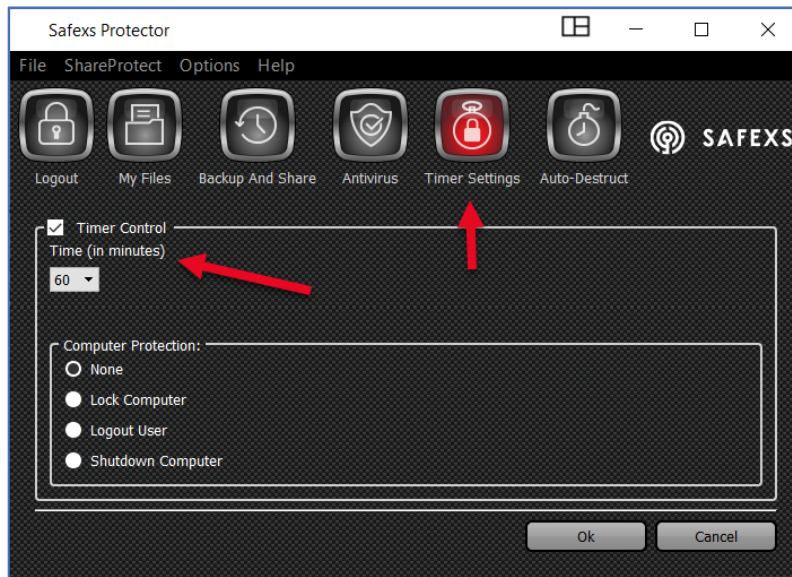 Safexs Protector
File ShareProtect Options Help
SAFEXS
Logout My Files Backup And Share Antivirus Timer Settings Auto-Destruct
Timer Control
Time (in minutes)
60
Computer Protection:
None
Lock Computer
Logout User
Shutdown Computer
Ok Cancel